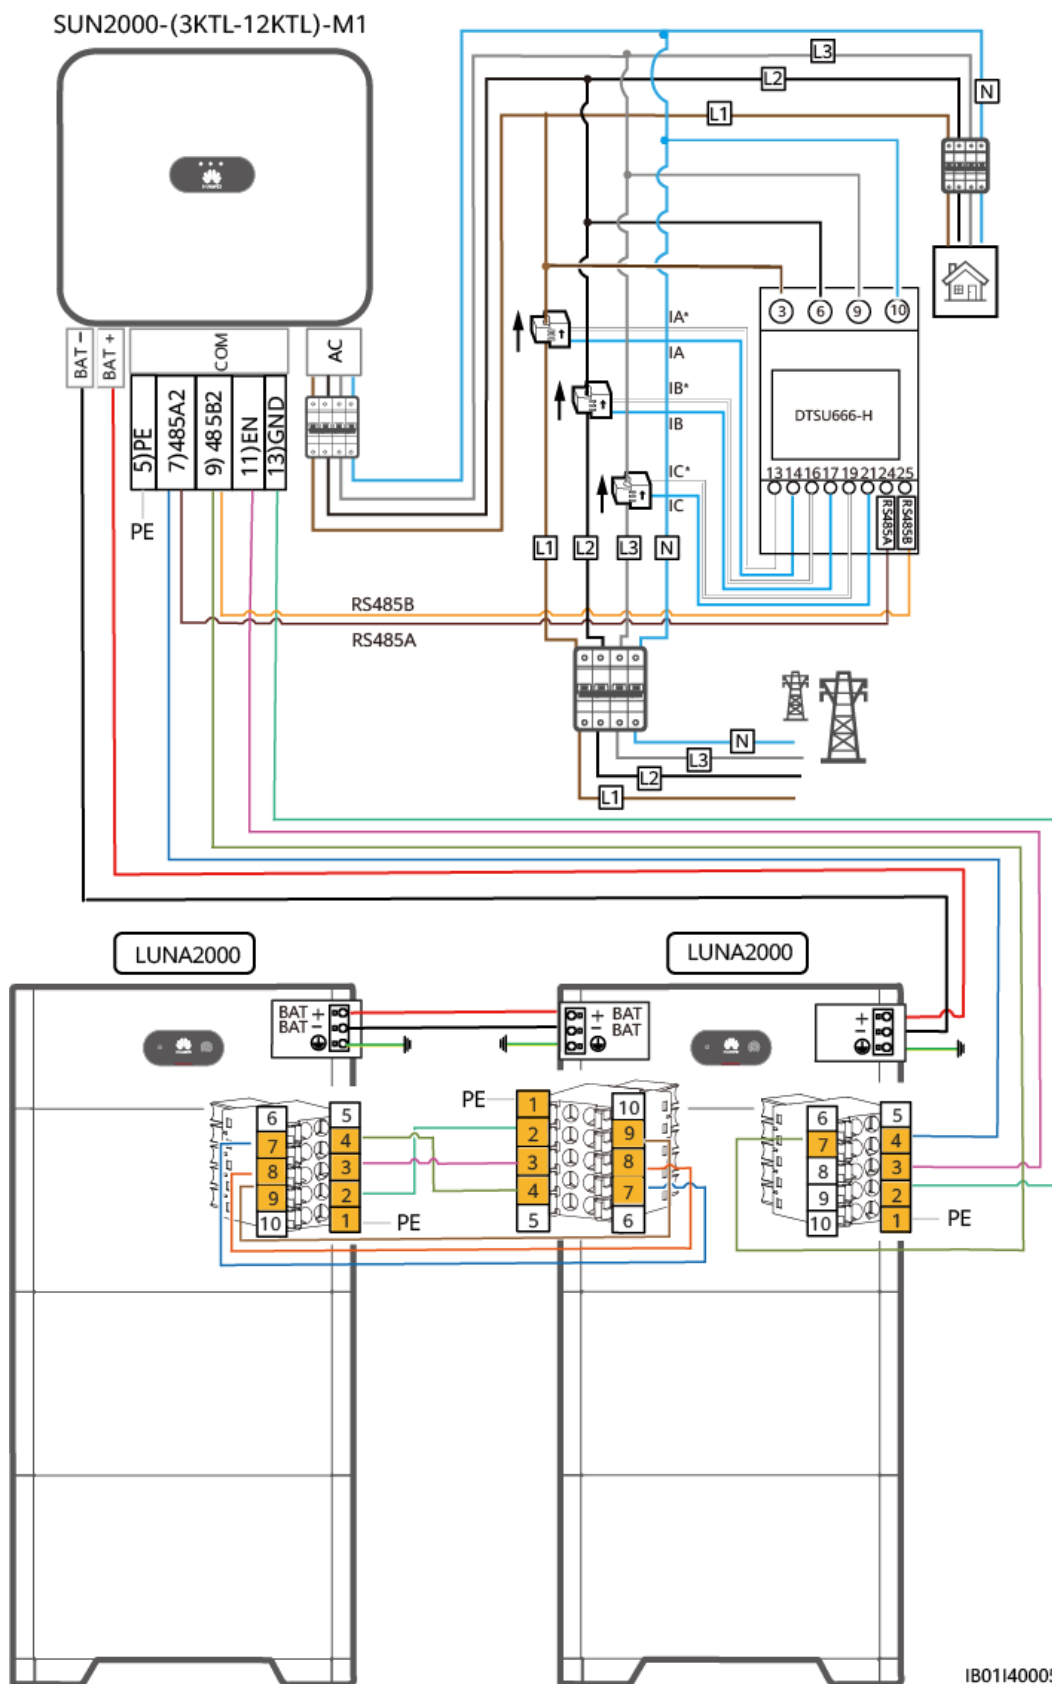 SUN2000-(3KTL-12KTL)-M1
L3
L2
N
L1
BAT −
BAT +
COM
AC
5)PE
7)485A2
9) 485B2
11)EN
13)GND
PE
IA*
IA
IB*
IB
IC*
IC
3
6
9
10
DTSU666-H
13 14 16 17 19 21 24 25
RS485A
RS485B
L1
L2
L3
N
RS485B
RS485A
N
L3
L2
L1
LUNA2000
LUNA2000
BAT +
BAT −
+ BAT
− BAT
+
−
6
7
8
9
10
5
4
3
2
1
PE
PE
1
2
3
4
5
10
9
8
7
6
6
7
8
9
10
5
4
3
2
1
PE
IB01I40005